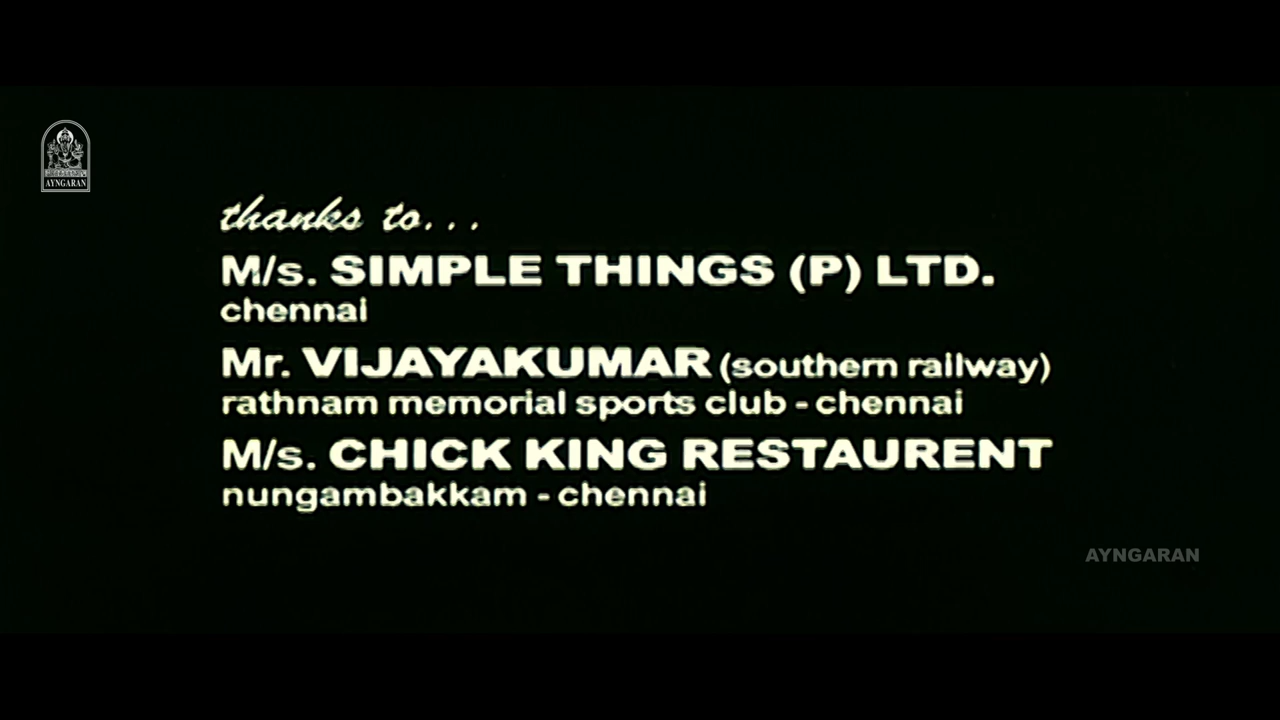 AYNGARAN
thanks to...
M/s. SIMPLE THINGS (P) LTD.
chennai
Mr. VIJAYAKUMAR (southern railway)
rathnam memorial sports club - chennai
M/s. CHICK KING RESTAURENT
nungambakkam - chennai
AYNGARAN